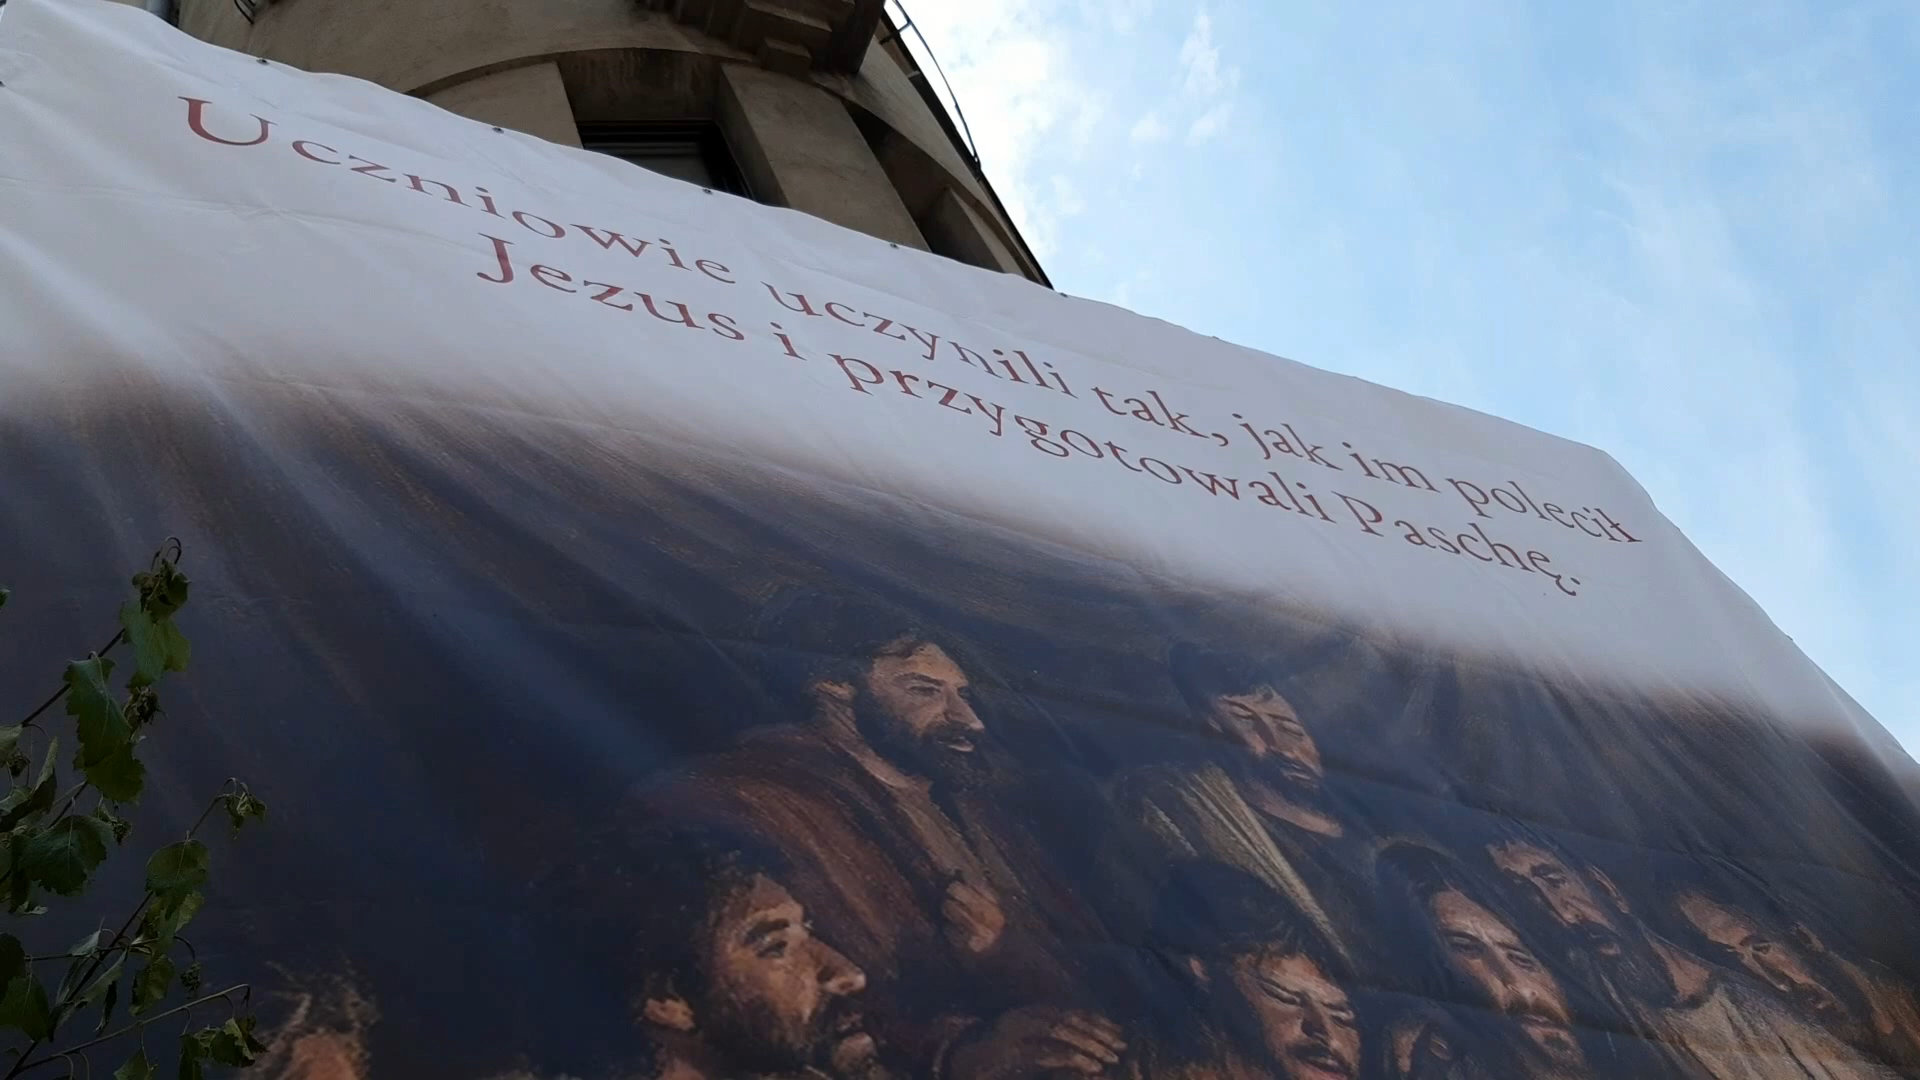 Uczniowie uczynili tak, jak im polecił
Jezus i przygotowali Paschę.